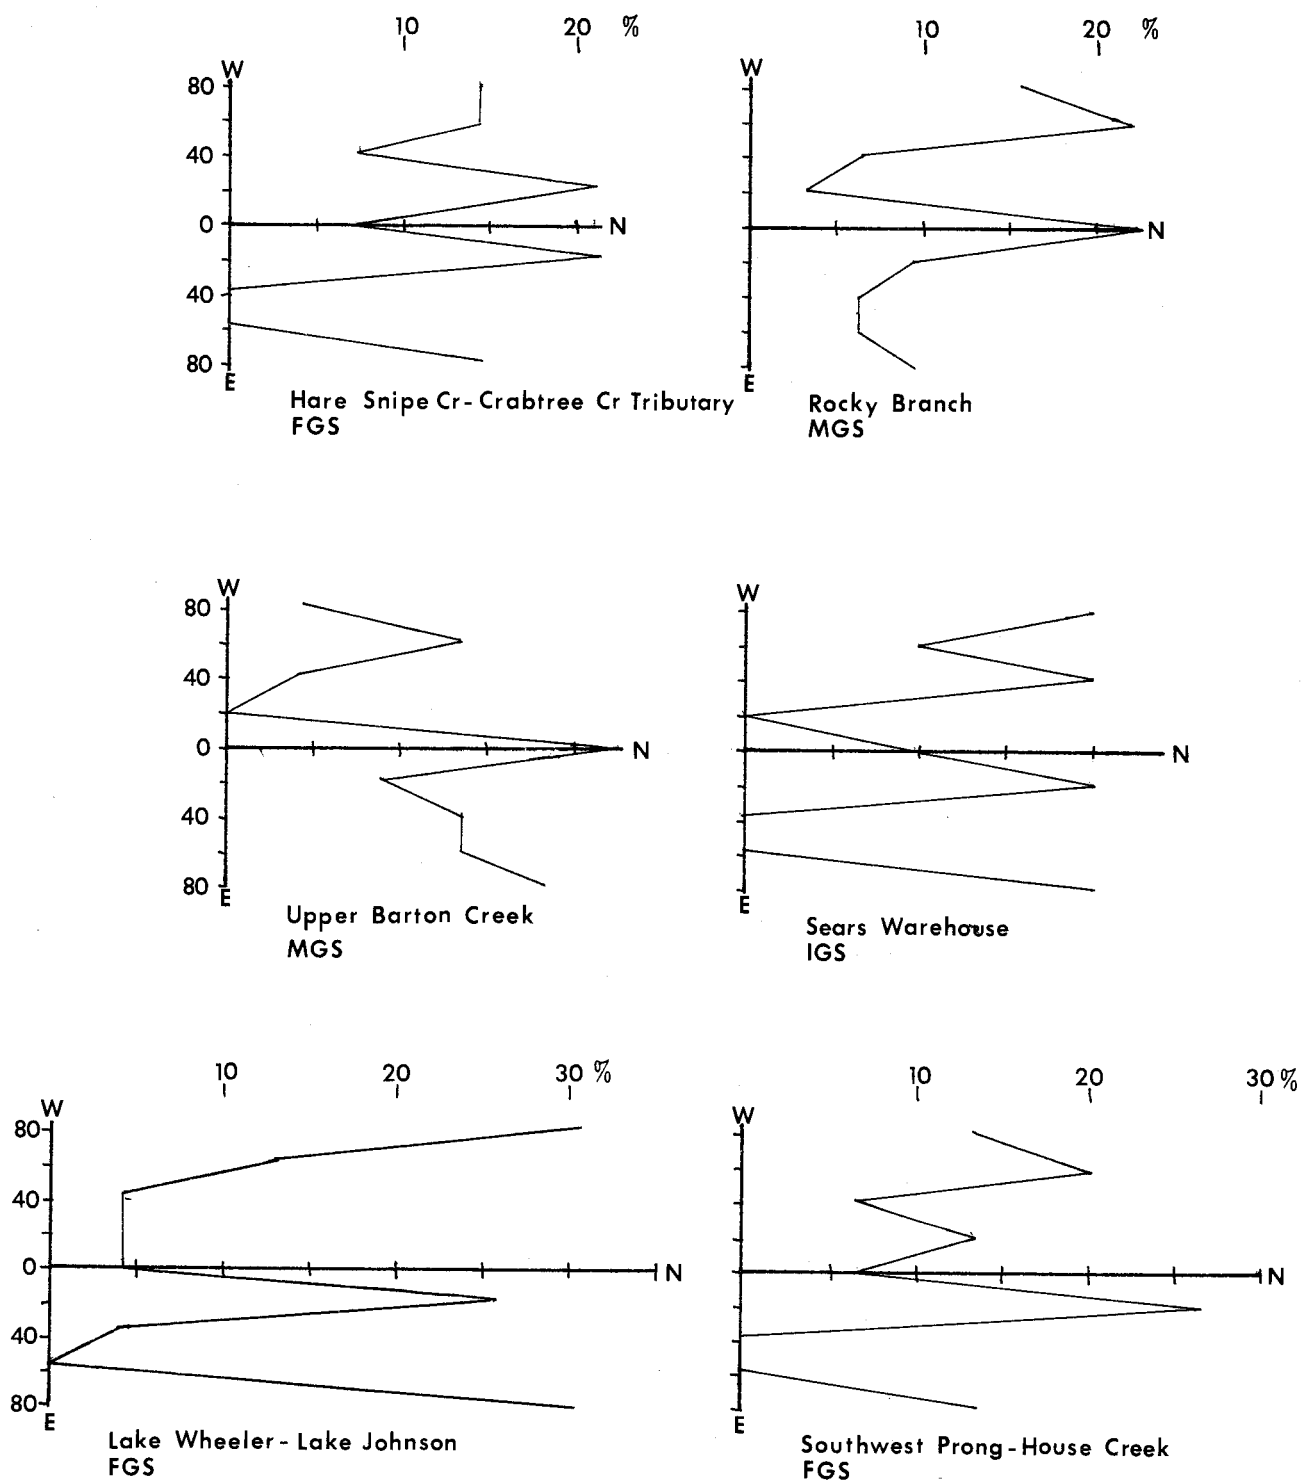 10 20 %
10 20 %
W
80
40
0 N
40
80
E
Hare Snipe Cr-Crabtree Cr Tributary
FGS
W
N
E
Rocky Branch
MGS
W
80
40
0 N
40
80
E
Upper Barton Creek
MGS
W
N
E
Sears Warehouse
IGS
10 20 30 %
W
80
40
0 N
40
80
E
Lake Wheeler-Lake Johnson
FGS
10 20 30 %
W
N
E
Southwest Prong-House Creek
FGS